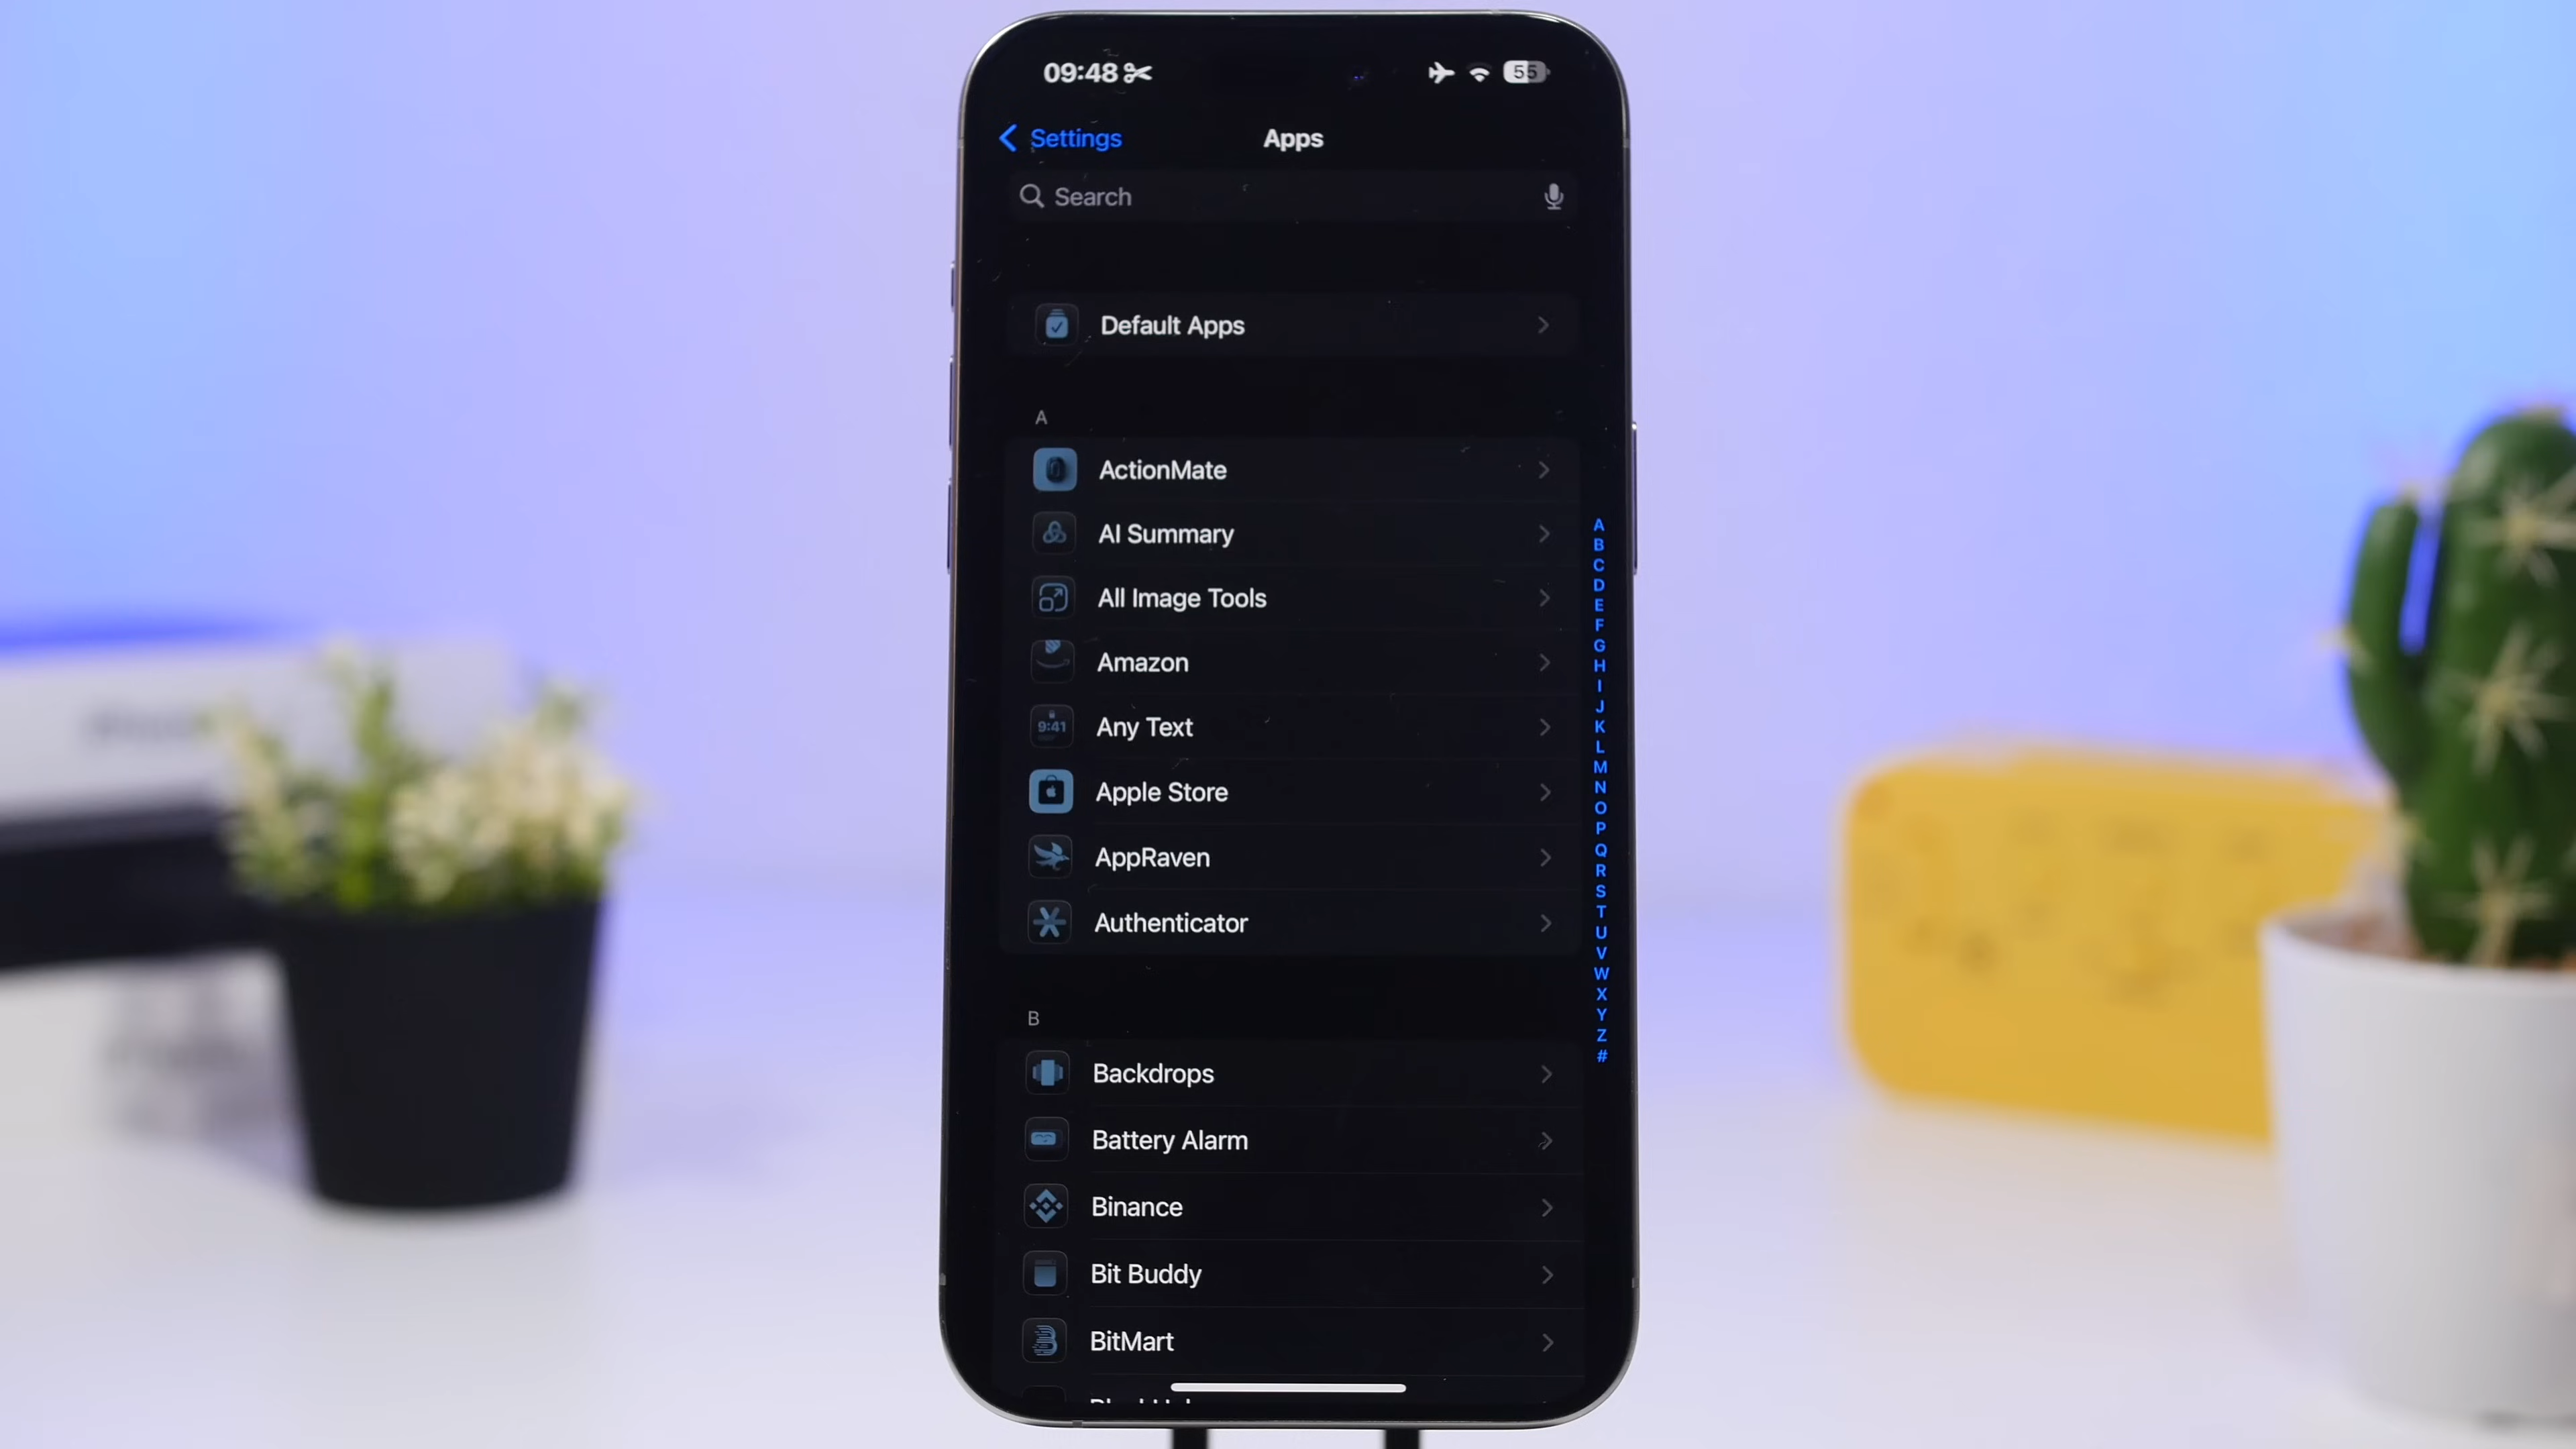 09:48
55
Settings
Apps
Search
Default Apps
A
ActionMate
AI Summary
All Image Tools
Amazon
9:41
Any Text
Apple Store
AppRaven
Authenticator
B
Backdrops
Battery Alarm
Binance
Bit Buddy
BitMart
A
B
C
D
E
F
G
H
I
J
K
L
M
N
O
P
Q
R
S
T
U
V
W
X
Y
Z
#